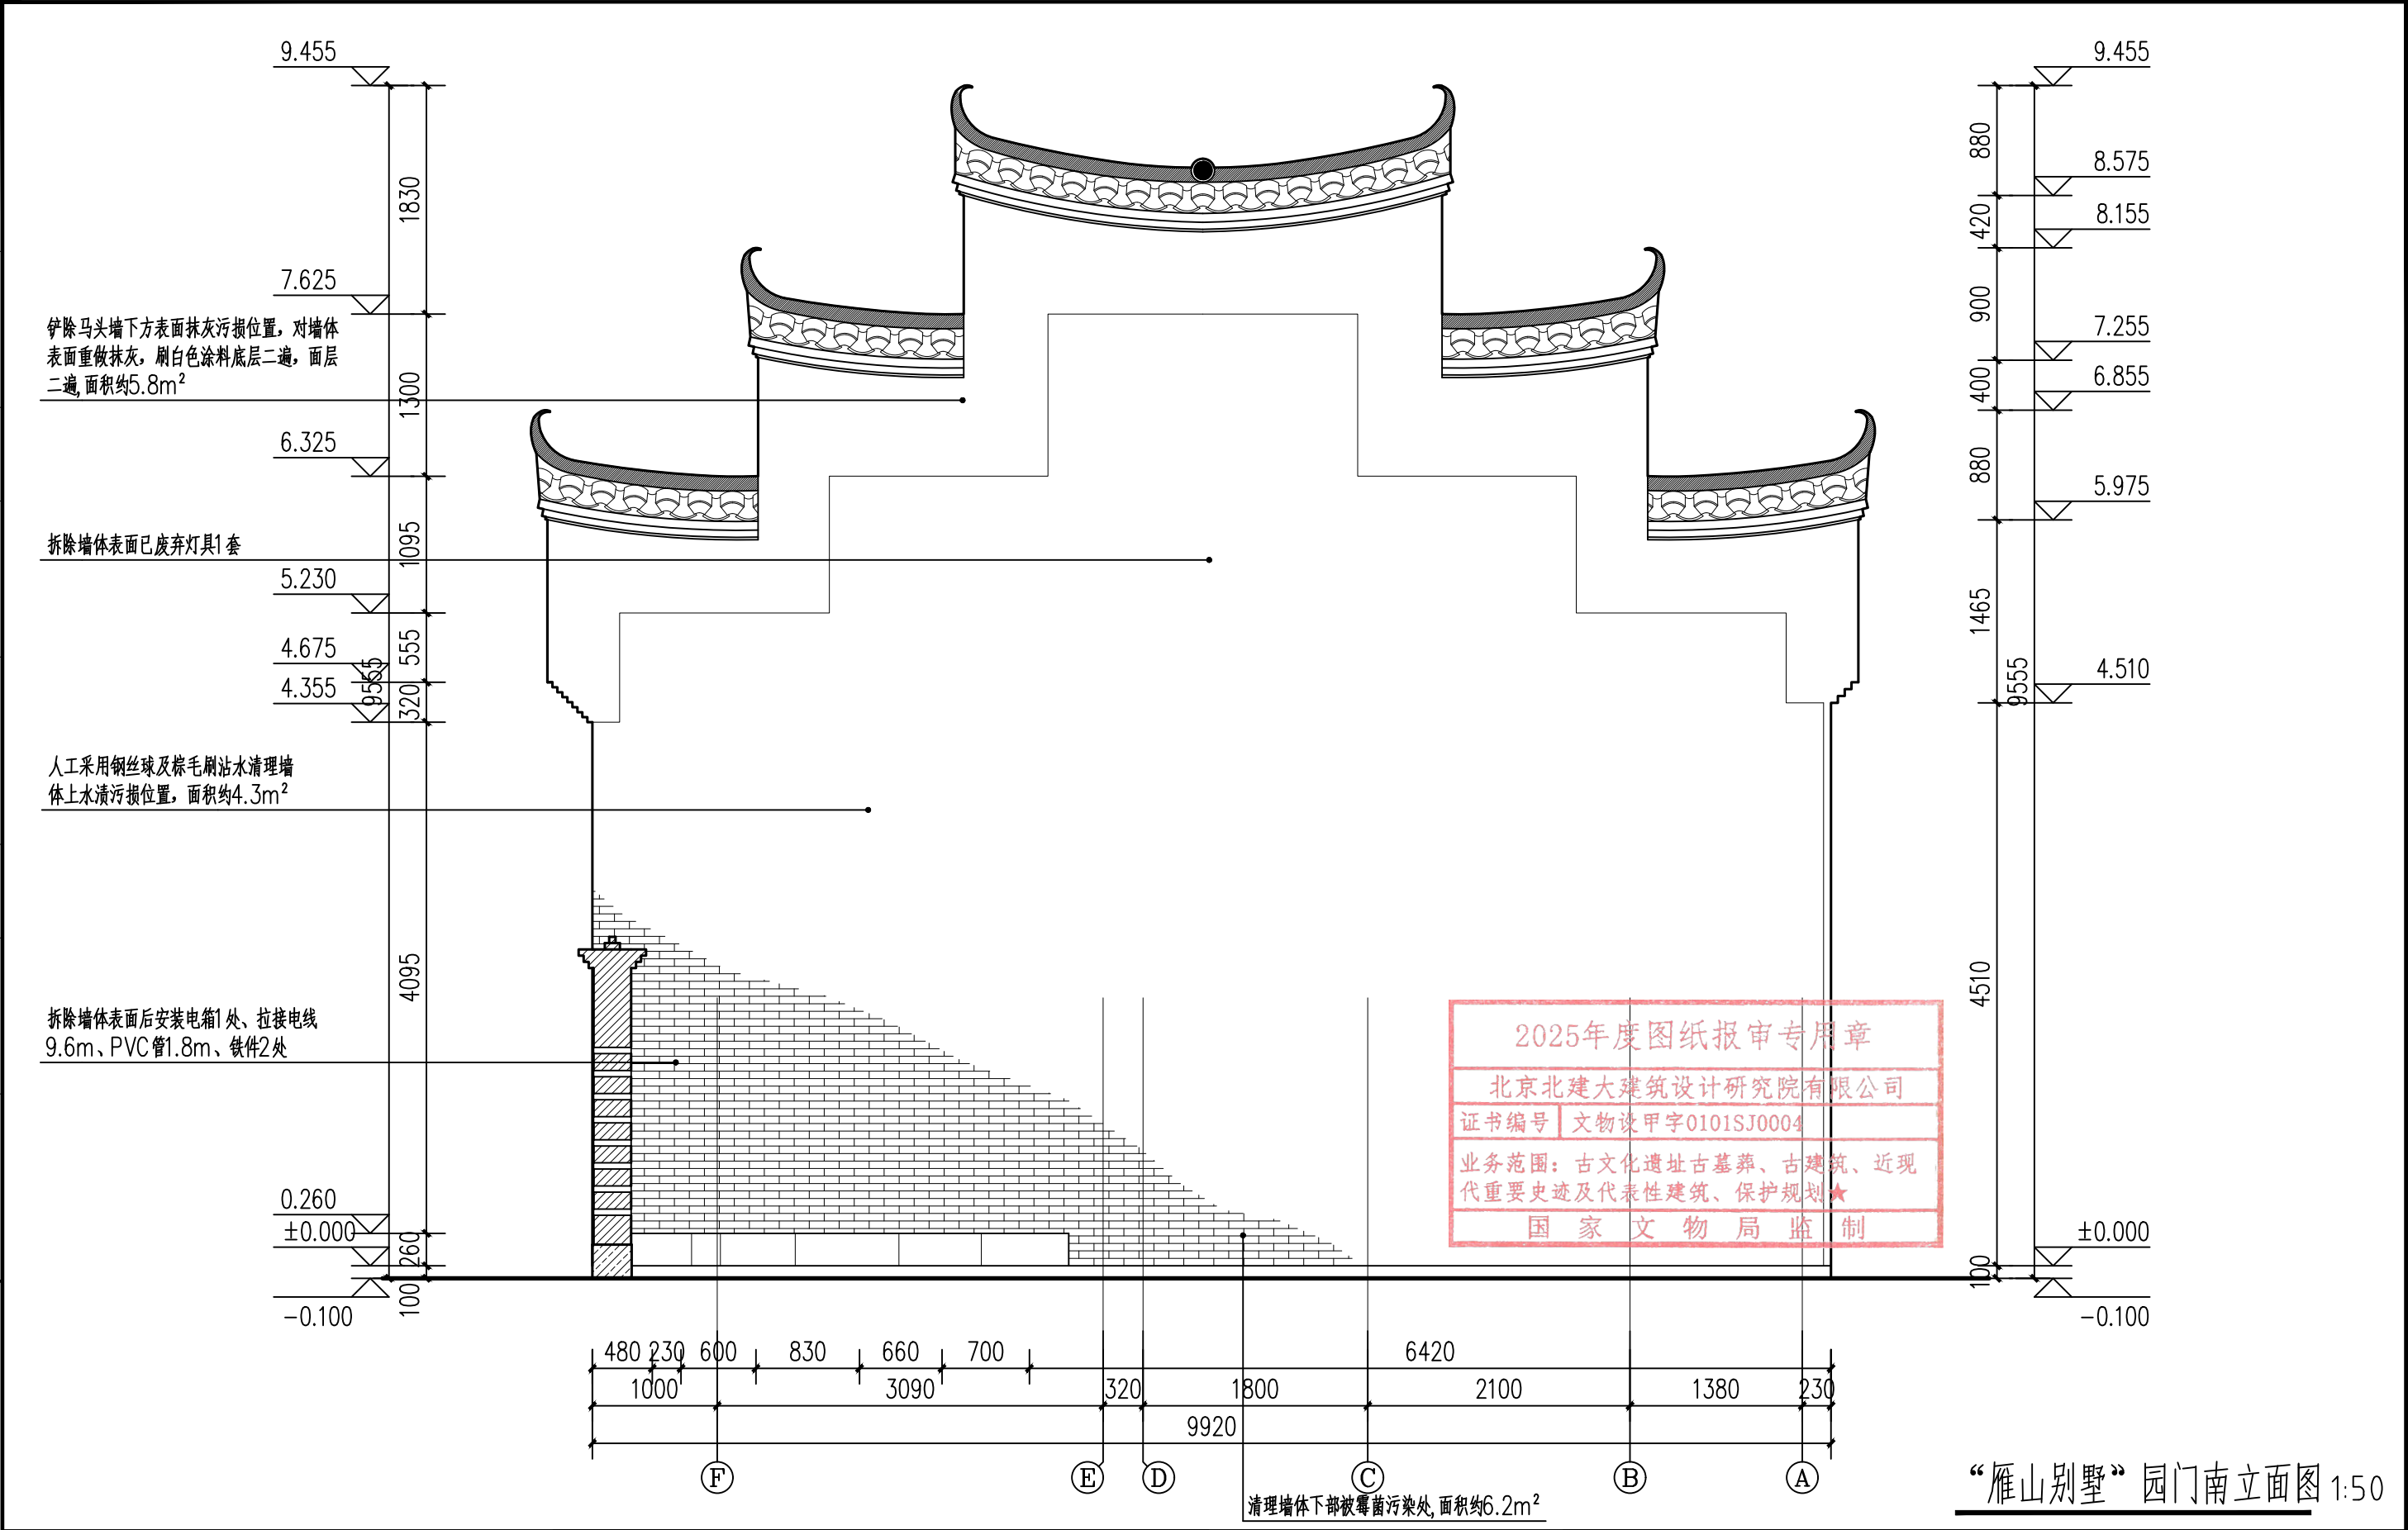 9.455
1830
7.625
铲除马头墙下方表面抹灰污损位置，对墙体
表面重做抹灰，刷白色涂料底层二遍，面层
二遍,面积约5.8m²
1300
6.325
1095
拆除墙体表面已废弃灯具1套
5.230
555
4.675
9555
320
4.355
人工采用钢丝球及棕毛刷沾水清理墙
体上水渍污损位置，面积约4.3m²
4095
拆除墙体表面后安装电箱1处、拉接电线
9.6m、PVC管1.8m、铁件2处
0.260
±0.000
260
100
-0.100
9.455
880
8.575
420
8.155
900
7.255
400
6.855
880
5.975
1465
9555
4.510
4510
±0.000
100
-0.100
2025年度图纸报审专用章
北京北建大建筑设计研究院有限公司
证书编号 文物设甲字0101SJ0004
业务范围：古文化遗址古墓葬、古建筑、近现
代重要史迹及代表性建筑、保护规划★
国家文物局监制
480 230 600 830 660 700 6420
1000 3090 320 1800 2100 1380 230
9920
F E D C B A
清理墙体下部被霉菌污染处,面积约6.2m²
“雁山别墅”园门南立面图 1:50